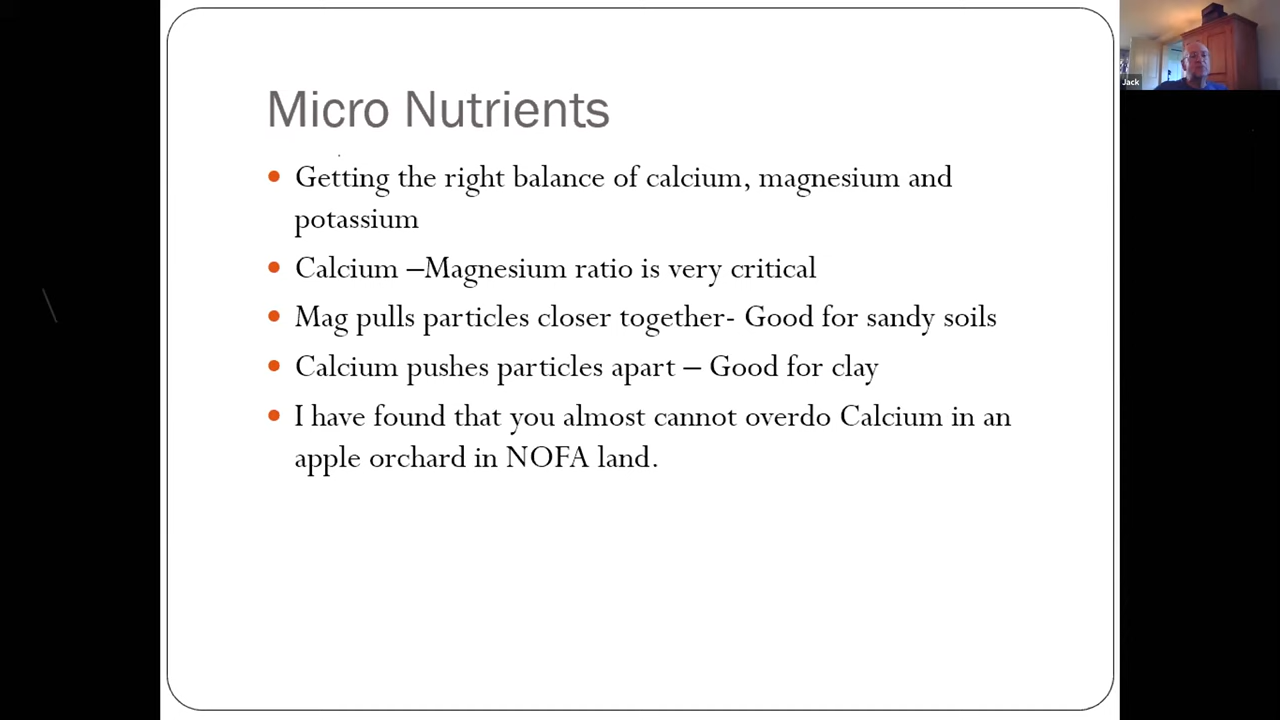 Micro Nutrients
Getting the right balance of calcium, magnesium and
potassium
Calcium –Magnesium ratio is very critical
Mag pulls particles closer together- Good for sandy soils
Calcium pushes particles apart – Good for clay
I have found that you almost cannot overdo Calcium in an
apple orchard in NOFA land.
Jack